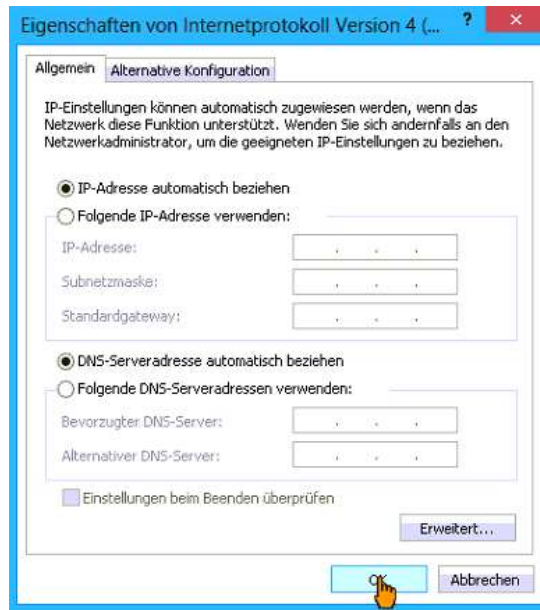 Eigenschaften von Internetprotokoll Version 4 (... ? ×
Allgemein Alternative Konfiguration
IP-Einstellungen können automatisch zugewiesen werden, wenn das
Netzwerk diese Funktion unterstützt. Wenden Sie sich andernfalls an den
Netzwerkadministrator, um die geeigneten IP-Einstellungen zu beziehen.
IP-Adresse automatisch beziehen
Folgende IP-Adresse verwenden:
IP-Adresse: . . .
Subnetzmaske: . . .
Standardgateway: . . .
DNS-Serveradresse automatisch beziehen
Folgende DNS-Serveradressen verwenden:
Bevorzugter DNS-Server: . . .
Alternativer DNS-Server: . . .
Einstellungen beim Beenden überprüfen
Erweitert...
OK Abbrechen